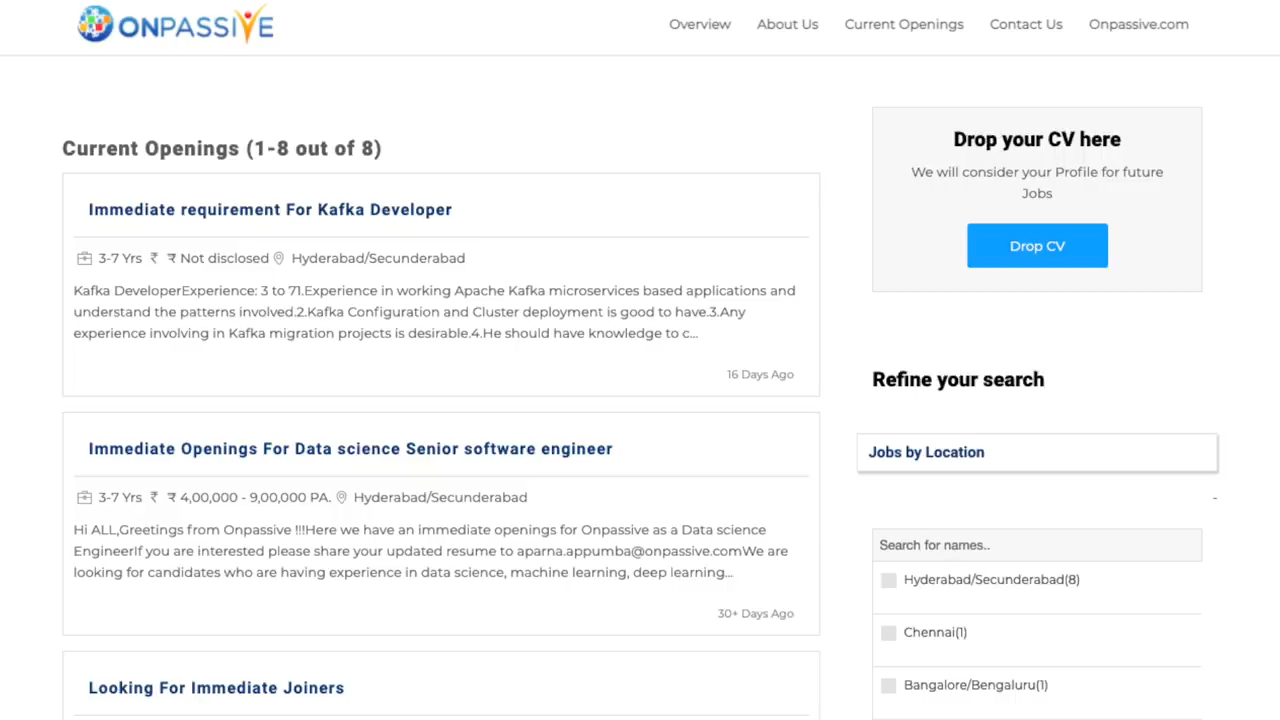 ONPASSIVE
Overview About Us Current Openings Contact Us Onpassive.com
Current Openings (1-8 out of 8)
Immediate requirement For Kafka Developer
3-7 Yrs ₹ ₹ Not disclosed Hyderabad/Secunderabad
Kafka DeveloperExperience: 3 to 71.Experience in working Apache Kafka microservices based applications and
understand the patterns involved.2.Kafka Configuration and Cluster deployment is good to have.3.Any
experience involving in Kafka migration projects is desirable.4.He should have knowledge to c...
16 Days Ago
Immediate Openings For Data science Senior software engineer
3-7 Yrs ₹ ₹ 4,00,000 - 9,00,000 PA. Hyderabad/Secunderabad
Hi ALL,Greetings from Onpassive !!!Here we have an immediate openings for Onpassive as a Data science
EngineerIf you are interested please share your updated resume to aparna.appumba@onpassive.comWe are
looking for candidates who are having experience in data science, machine learning, deep learning...
30+ Days Ago
Looking For Immediate Joiners
Drop your CV here
We will consider your Profile for future
Jobs
Drop CV
Refine your search
Jobs by Location
-
Search for names..
Hyderabad/Secunderabad(8)
Chennai(1)
Bangalore/Bengaluru(1)